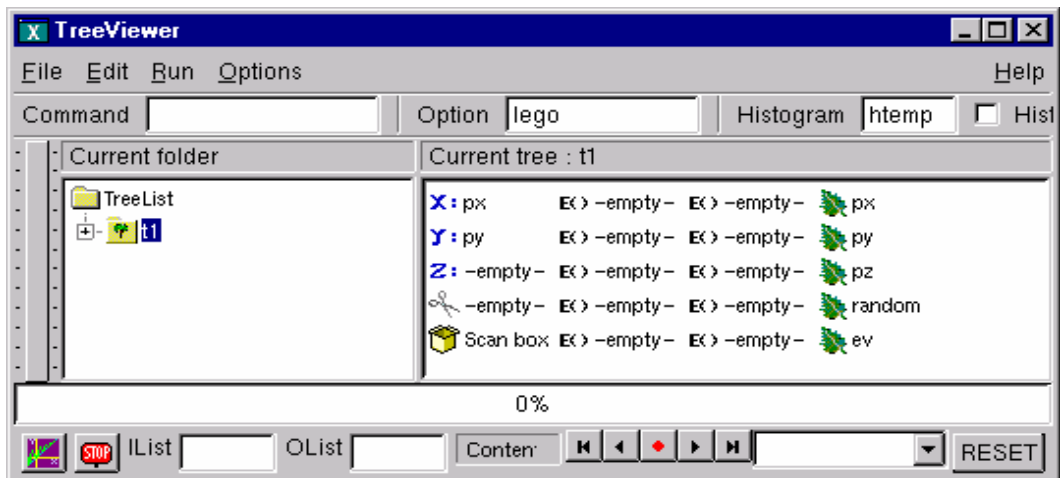 TreeViewer
File Edit Run Options Help
Command Option lego Histogram htemp Hist
Current folder Current tree : t1
TreeList
t1
X: px E() -empty- E() -empty- px
Y: py E() -empty- E() -empty- py
Z: -empty- E() -empty- E() -empty- pz
-empty- E() -empty- E() -empty- random
Scan box E() -empty- E() -empty- ev
0%
STOP IList OList Conten RESET